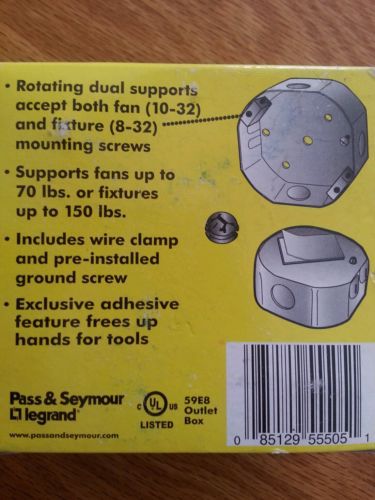 • Rotating dual supports
accept both fan (10-32)
and fixture (8-32)
mounting screws
• Supports fans up to
70 lbs. or fixtures
up to 150 lbs.
• Includes wire clamp
and pre-installed
ground screw
• Exclusive adhesive
feature frees up
hands for tools
Pass & Seymour
legrand
www.passandseymour.com
C UL US
LISTED
59E8
Outlet
Box
0 85129 55505 1